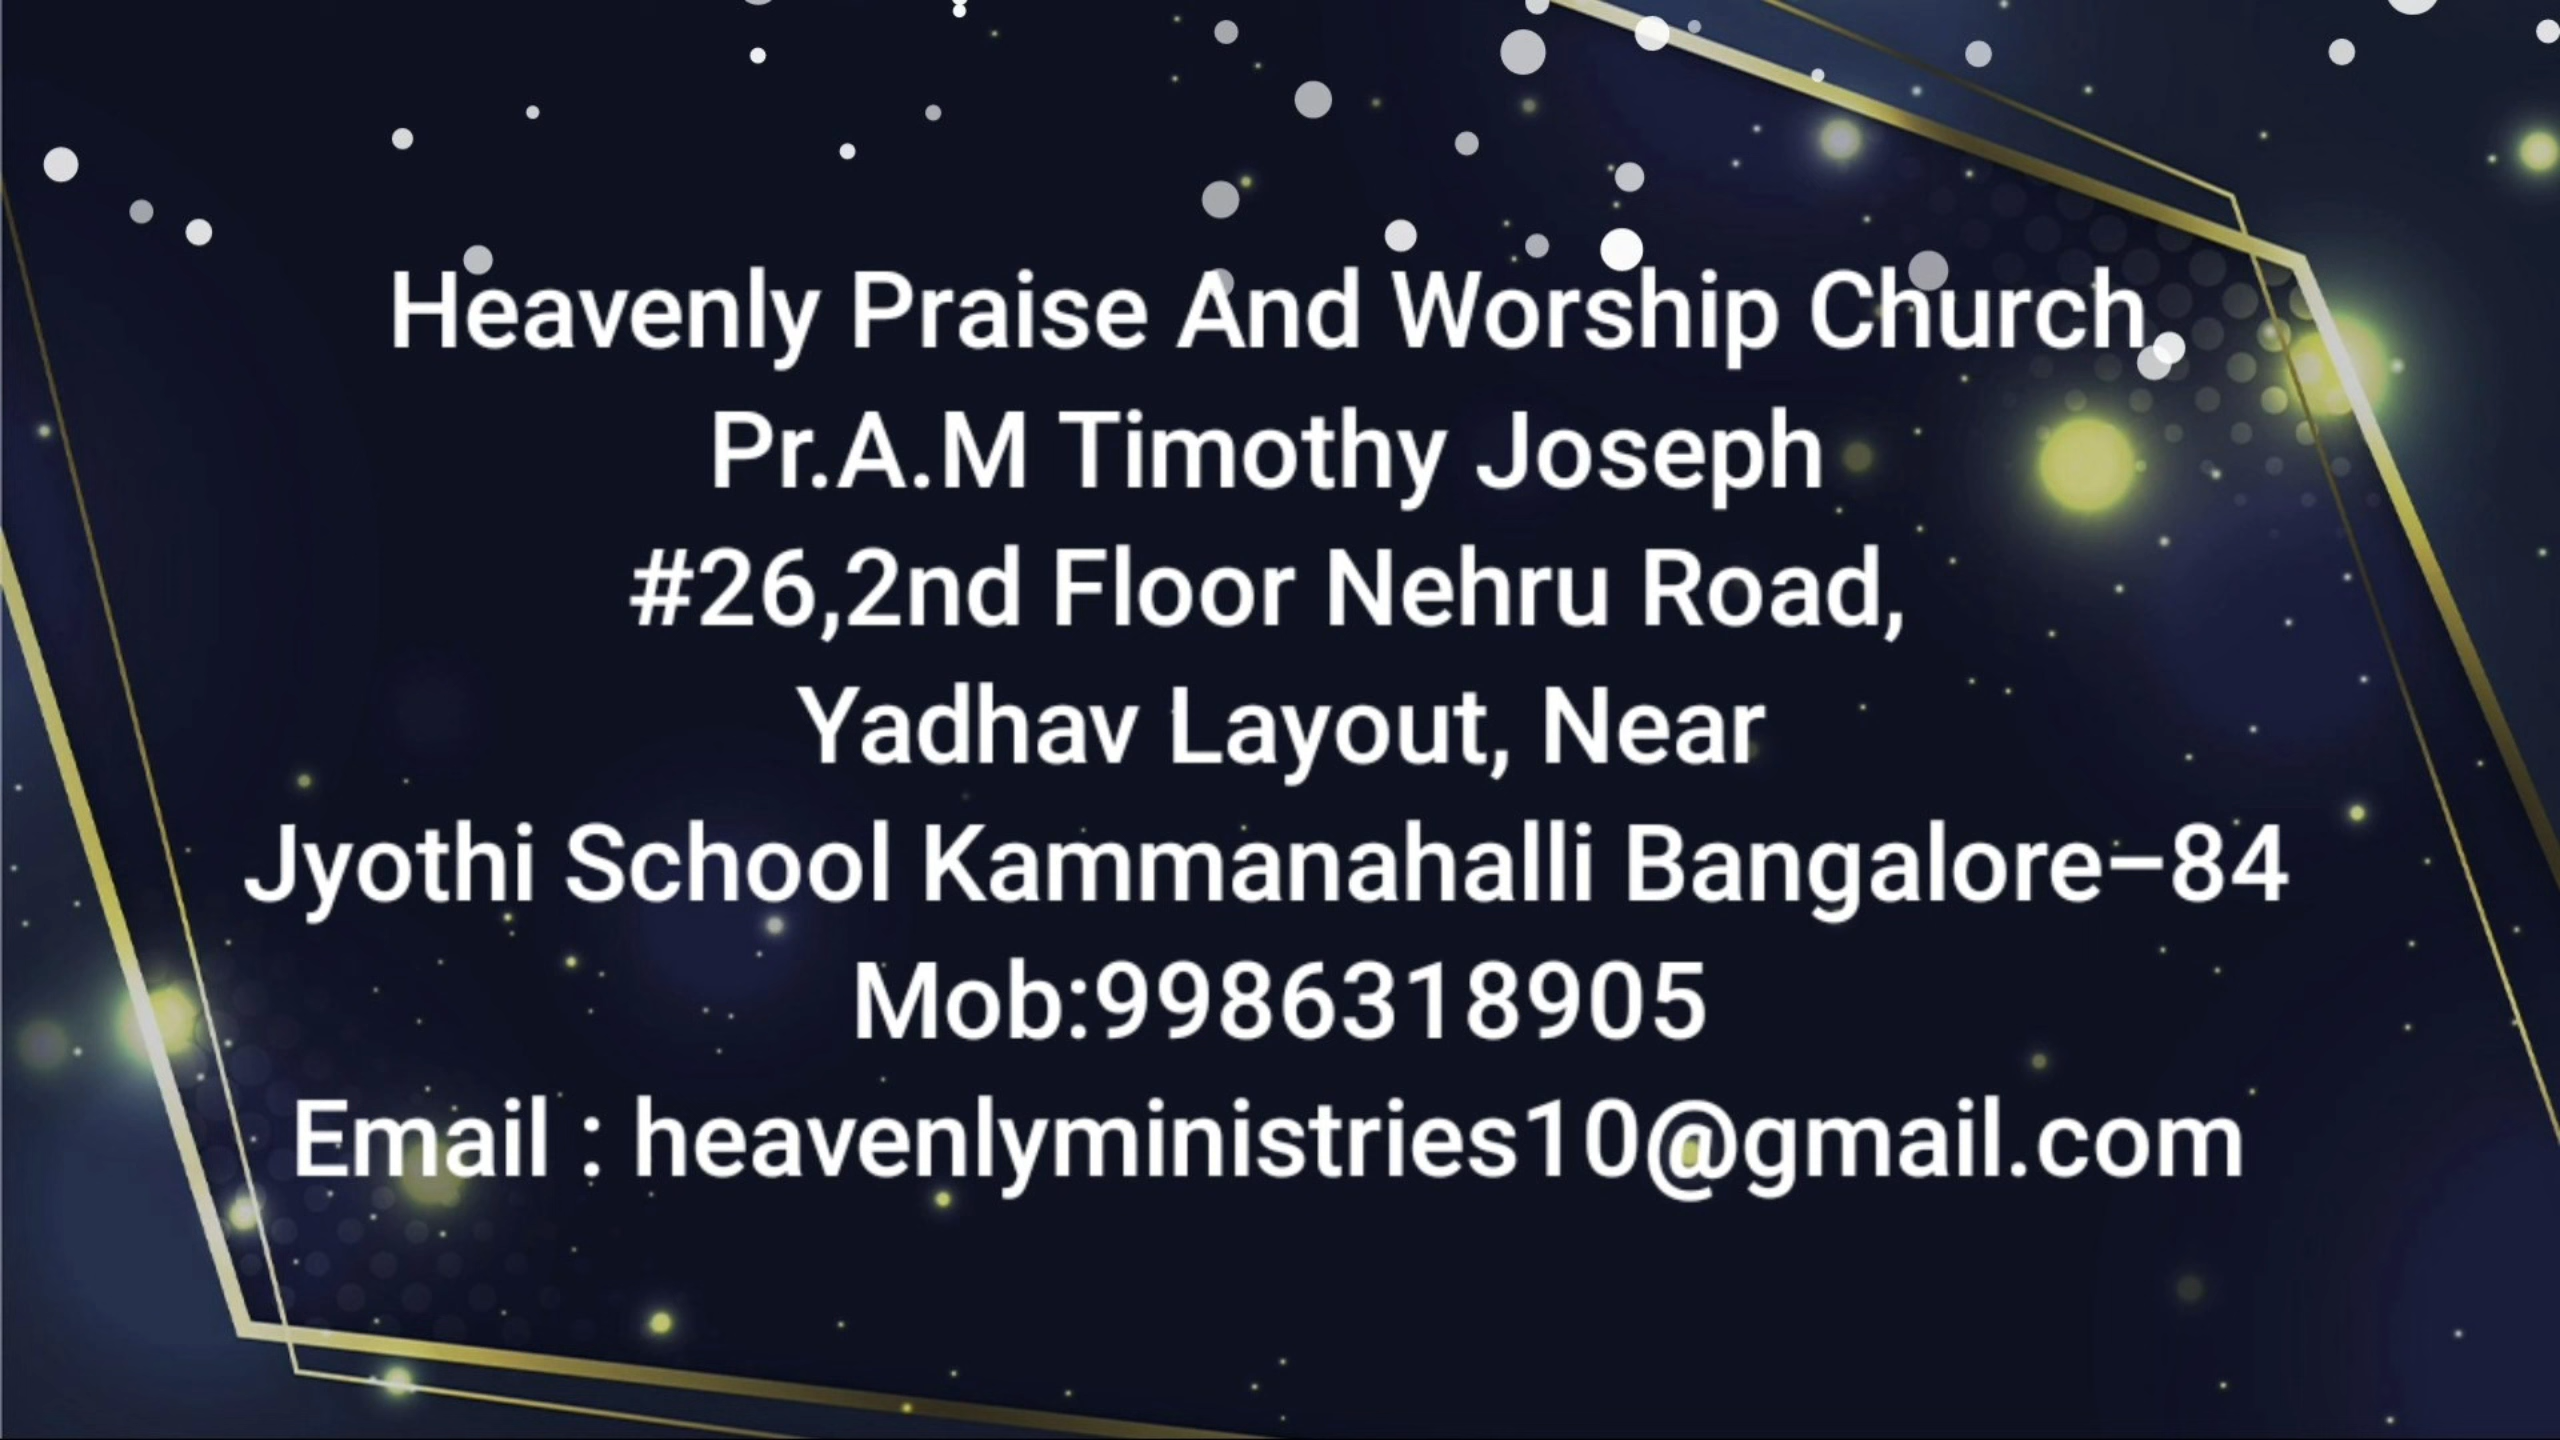 Heavenly Praise And Worship Church,
Pr.A.M Timothy Joseph
#26,2nd Floor Nehru Road,
Yadhav Layout, Near
Jyothi School Kammanahalli Bangalore–84
Mob:9986318905
Email : heavenlyministries10@gmail.com